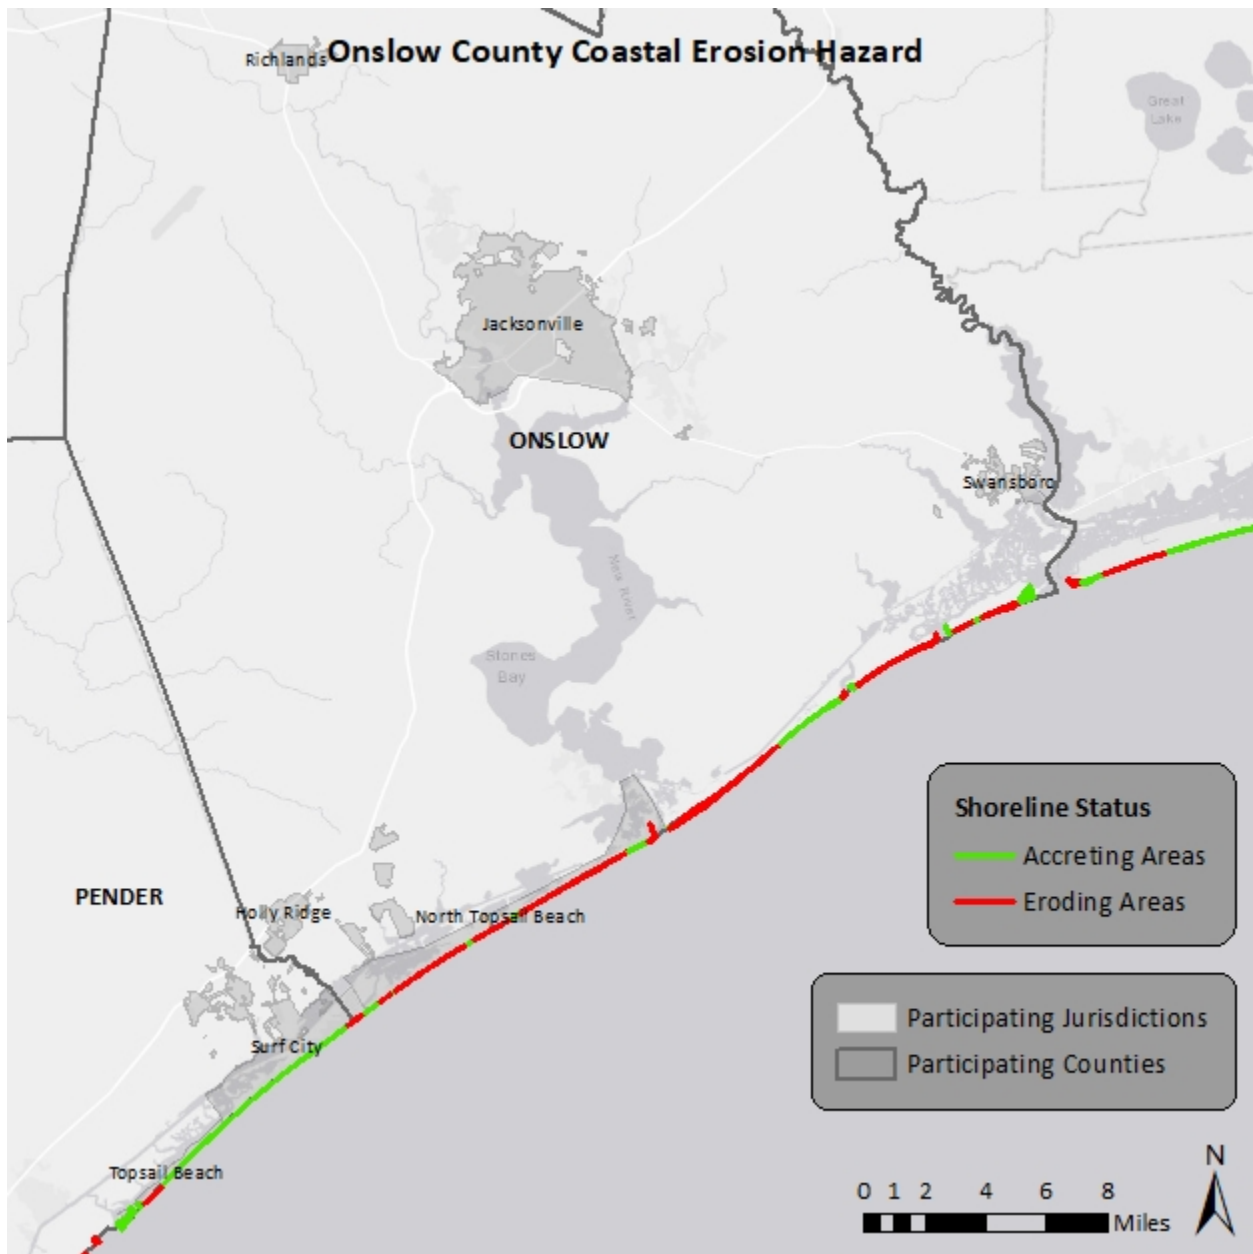 Onslow County Coastal Erosion Hazard
Richlands
Great
Lake
Jacksonville
ONSLOW
Swansboro
New River
Stones
Bay
Shoreline Status
Accreting Areas
Eroding Areas
PENDER
Holly Ridge
North Topsail Beach
Participating Jurisdictions
Participating Counties
Surf City
Topsail Beach
N
0 1 2 4 6 8
Miles